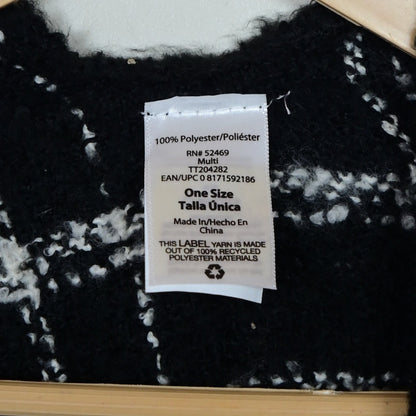 100% Polyester/Poliéster
RN# 52469
Multi
TT204282
EAN/UPC 0 8171592186
One Size
Talla Única
Made In/Hecho En
China
THIS LABEL YARN IS MADE
OUT OF 100% RECYCLED
POLYESTER MATERIALS